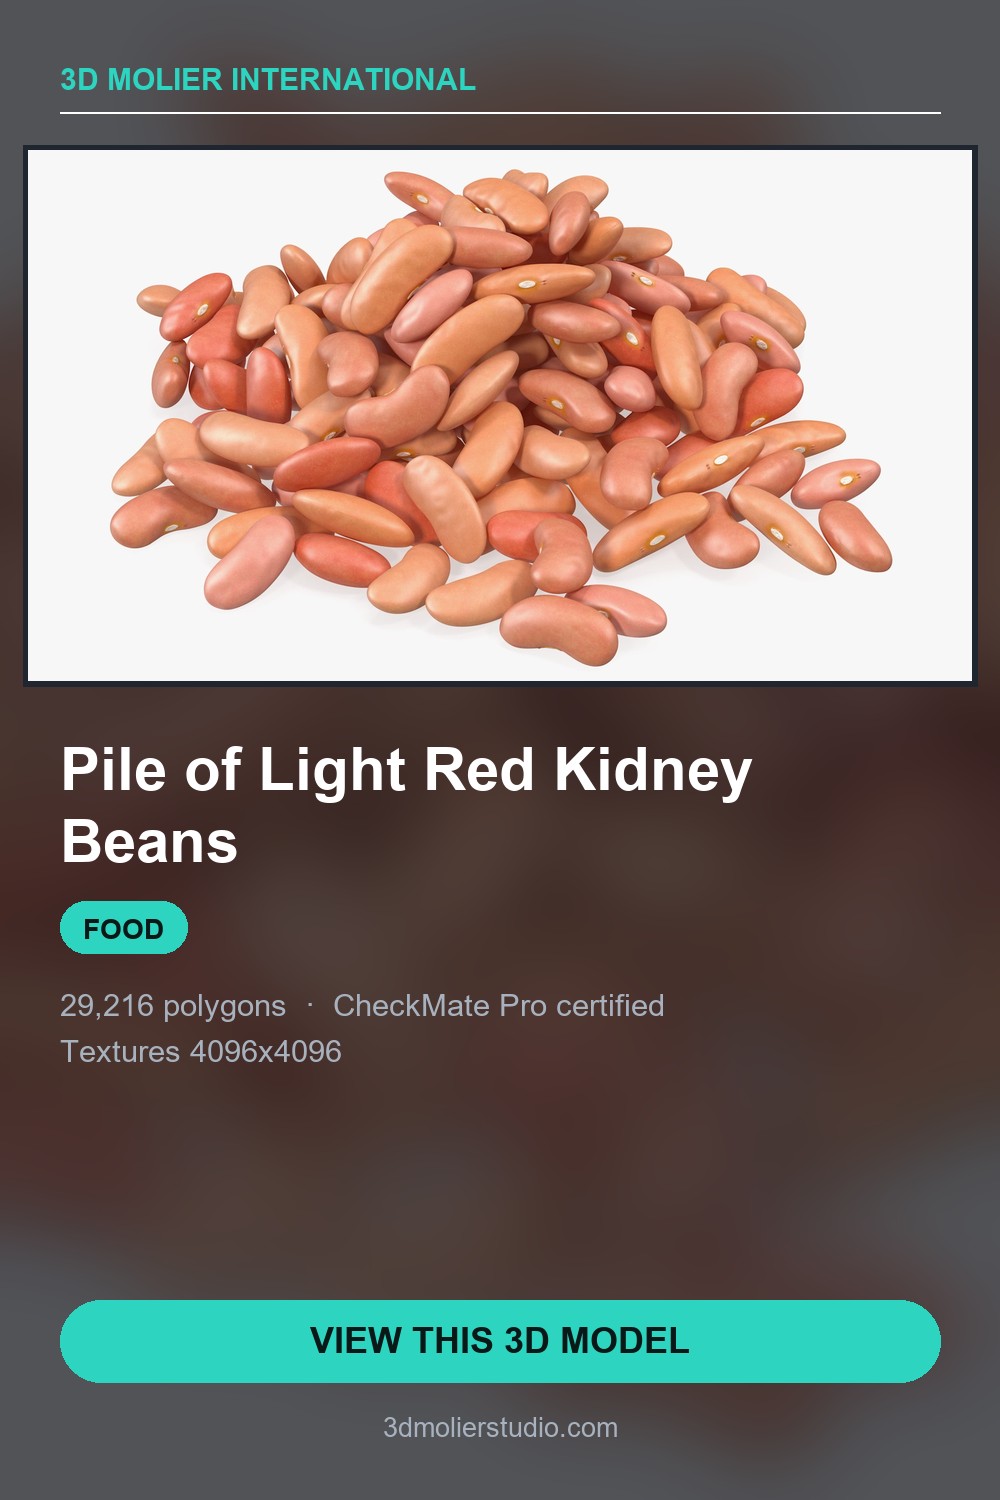 3D MOLIER INTERNATIONAL
Pile of Light Red Kidney
Beans
FOOD
29,216 polygons · CheckMate Pro certified
Textures 4096x4096
VIEW THIS 3D MODEL
3dmolierstudio.com